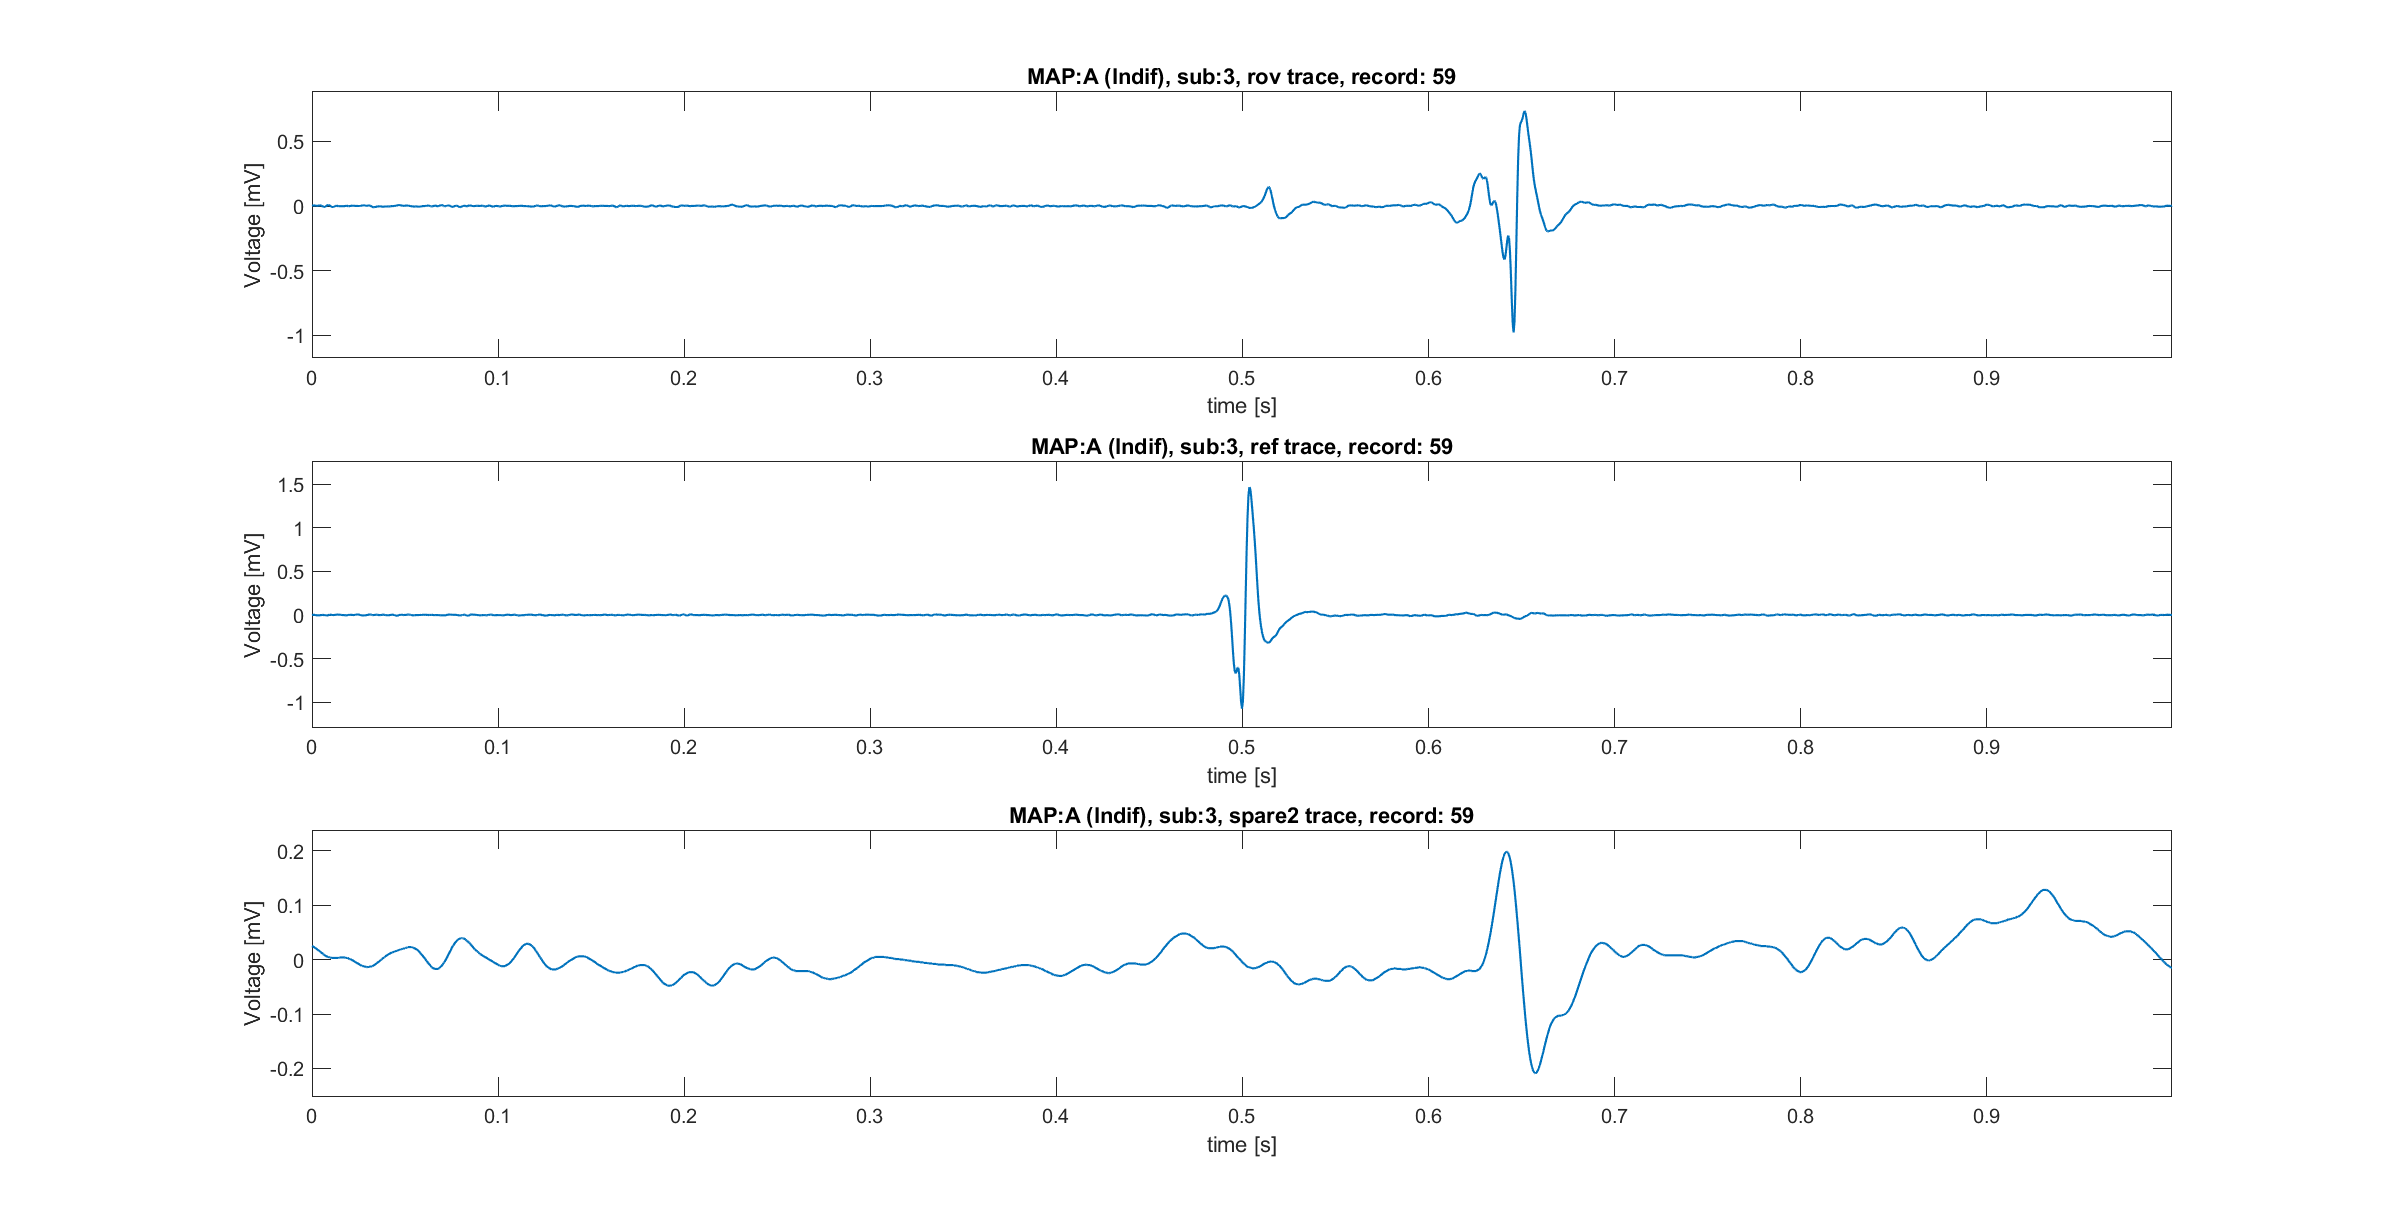 MAP:A (Indif), sub:3, rov trace, record: 59
Voltage [mV]
0.5
0
-0.5
-1
0 0.1 0.2 0.3 0.4 0.5 0.6 0.7 0.8 0.9
time [s]
MAP:A (Indif), sub:3, ref trace, record: 59
Voltage [mV]
1.5
1
0.5
0
-0.5
-1
0 0.1 0.2 0.3 0.4 0.5 0.6 0.7 0.8 0.9
time [s]
MAP:A (Indif), sub:3, spare2 trace, record: 59
Voltage [mV]
0.2
0.1
0
-0.1
-0.2
0 0.1 0.2 0.3 0.4 0.5 0.6 0.7 0.8 0.9
time [s]